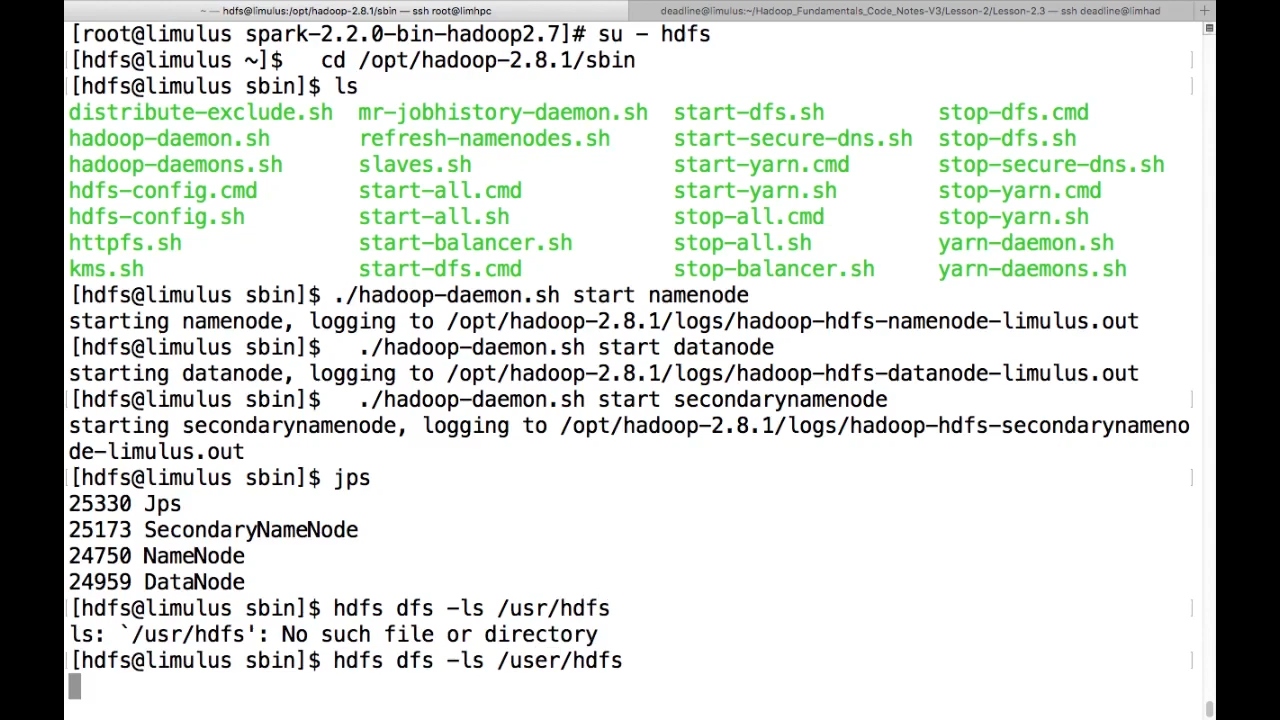 ~ — hdfs@limulus:/opt/hadoop-2.8.1/sbin — ssh root@limhpc
deadline@limulus:~/Hadoop_Fundamentals_Code_Notes-V3/Lesson-2/Lesson-2.3 — ssh deadline@limhad
[root@limulus spark-2.2.0-bin-hadoop2.7]# su - hdfs
[hdfs@limulus ~]$   cd /opt/hadoop-2.8.1/sbin
[hdfs@limulus sbin]$ ls
distribute-exclude.sh  mr-jobhistory-daemon.sh  start-dfs.sh         stop-dfs.cmd
hadoop-daemon.sh       refresh-namenodes.sh     start-secure-dns.sh  stop-dfs.sh
hadoop-daemons.sh      slaves.sh                start-yarn.cmd       stop-secure-dns.sh
hdfs-config.cmd        start-all.cmd            start-yarn.sh        stop-yarn.cmd
hdfs-config.sh         start-all.sh             stop-all.cmd         stop-yarn.sh
httpfs.sh              start-balancer.sh        stop-all.sh          yarn-daemon.sh
kms.sh                 start-dfs.cmd            stop-balancer.sh     yarn-daemons.sh
[hdfs@limulus sbin]$ ./hadoop-daemon.sh start namenode
starting namenode, logging to /opt/hadoop-2.8.1/logs/hadoop-hdfs-namenode-limulus.out
[hdfs@limulus sbin]$   ./hadoop-daemon.sh start datanode
starting datanode, logging to /opt/hadoop-2.8.1/logs/hadoop-hdfs-datanode-limulus.out
[hdfs@limulus sbin]$   ./hadoop-daemon.sh start secondarynamenode
starting secondarynamenode, logging to /opt/hadoop-2.8.1/logs/hadoop-hdfs-secondarynameno
de-limulus.out
[hdfs@limulus sbin]$ jps
25330 Jps
25173 SecondaryNameNode
24750 NameNode
24959 DataNode
[hdfs@limulus sbin]$ hdfs dfs -ls /usr/hdfs
ls: `/usr/hdfs': No such file or directory
[hdfs@limulus sbin]$ hdfs dfs -ls /user/hdfs